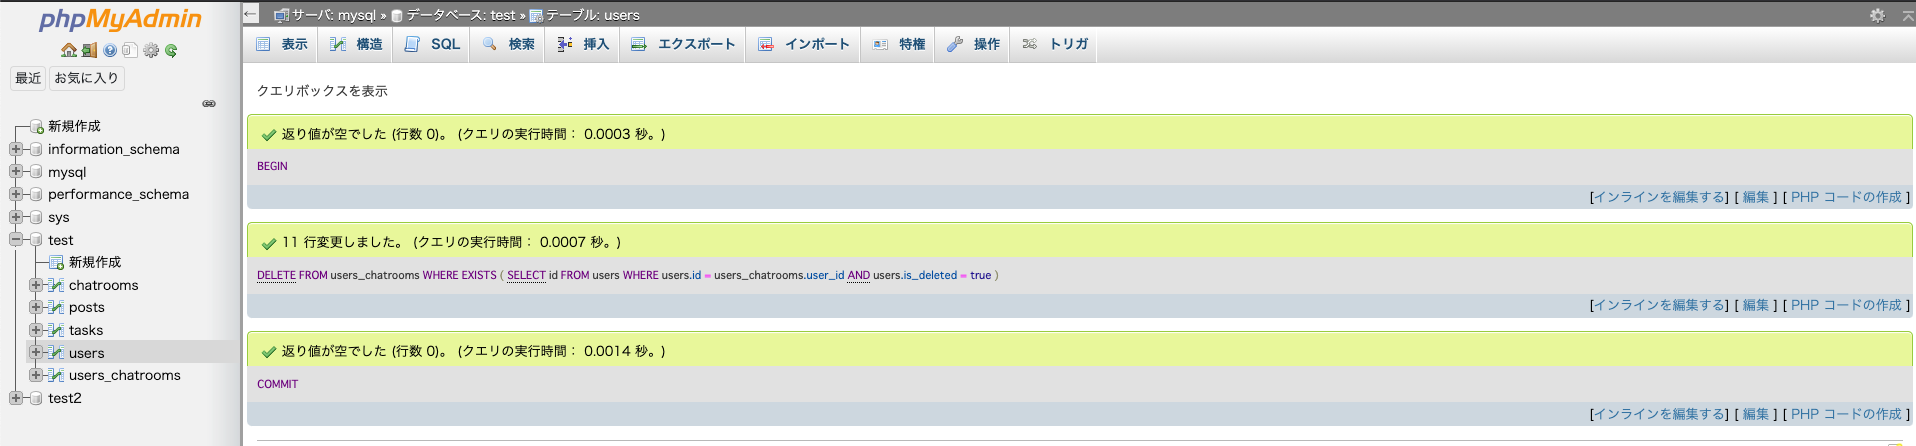 phpMyAdmin
最近 お気に入り
新規作成
information_schema
mysql
performance_schema
sys
test
新規作成
chatrooms
posts
tasks
users
users_chatrooms
test2
サーバ: mysql » データベース: test » テーブル: users
表示 構造 SQL 検索 挿入 エクスポート インポート 特権 操作 トリガ
クエリボックスを表示
返り値が空でした (行数 0)。 (クエリの実行時間： 0.0003 秒。)
BEGIN
[インラインを編集する] [ 編集 ] [ PHP コードの作成 ]
11 行変更しました。 (クエリの実行時間： 0.0007 秒。)
DELETE FROM users_chatrooms WHERE EXISTS ( SELECT id FROM users WHERE users.id = users_chatrooms.user_id AND users.is_deleted = true )
[インラインを編集する] [ 編集 ] [ PHP コードの作成 ]
返り値が空でした (行数 0)。 (クエリの実行時間： 0.0014 秒。)
COMMIT
[インラインを編集する] [ 編集 ] [ PHP コードの作成 ]